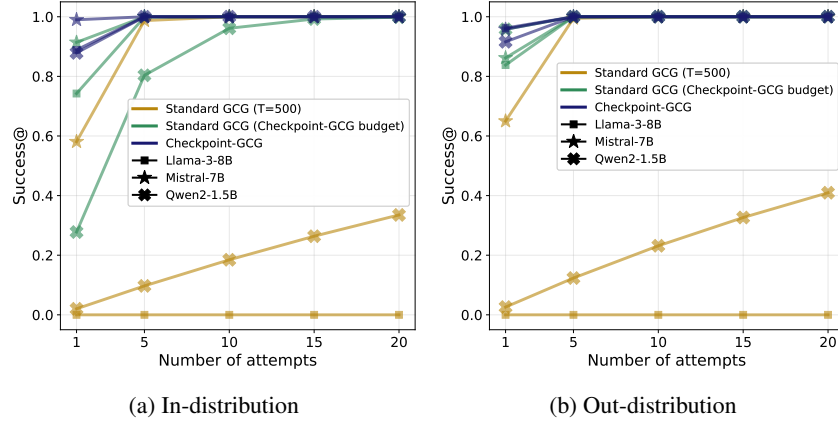 1.0
0.8
0.6
0.4
0.2
0.0
Success@
1
5
10
15
20
Number of attempts
Standard GCG (T=500)
Standard GCG (Checkpoint-GCG budget)
Checkpoint-GCG
Llama-3-8B
Mistral-7B
Qwen2-1.5B
(a) In-distribution
1.0
0.8
0.6
0.4
0.2
0.0
Success@
1
5
10
15
20
Number of attempts
Standard GCG (T=500)
Standard GCG (Checkpoint-GCG budget)
Checkpoint-GCG
Llama-3-8B
Mistral-7B
Qwen2-1.5B
(b) Out-distribution